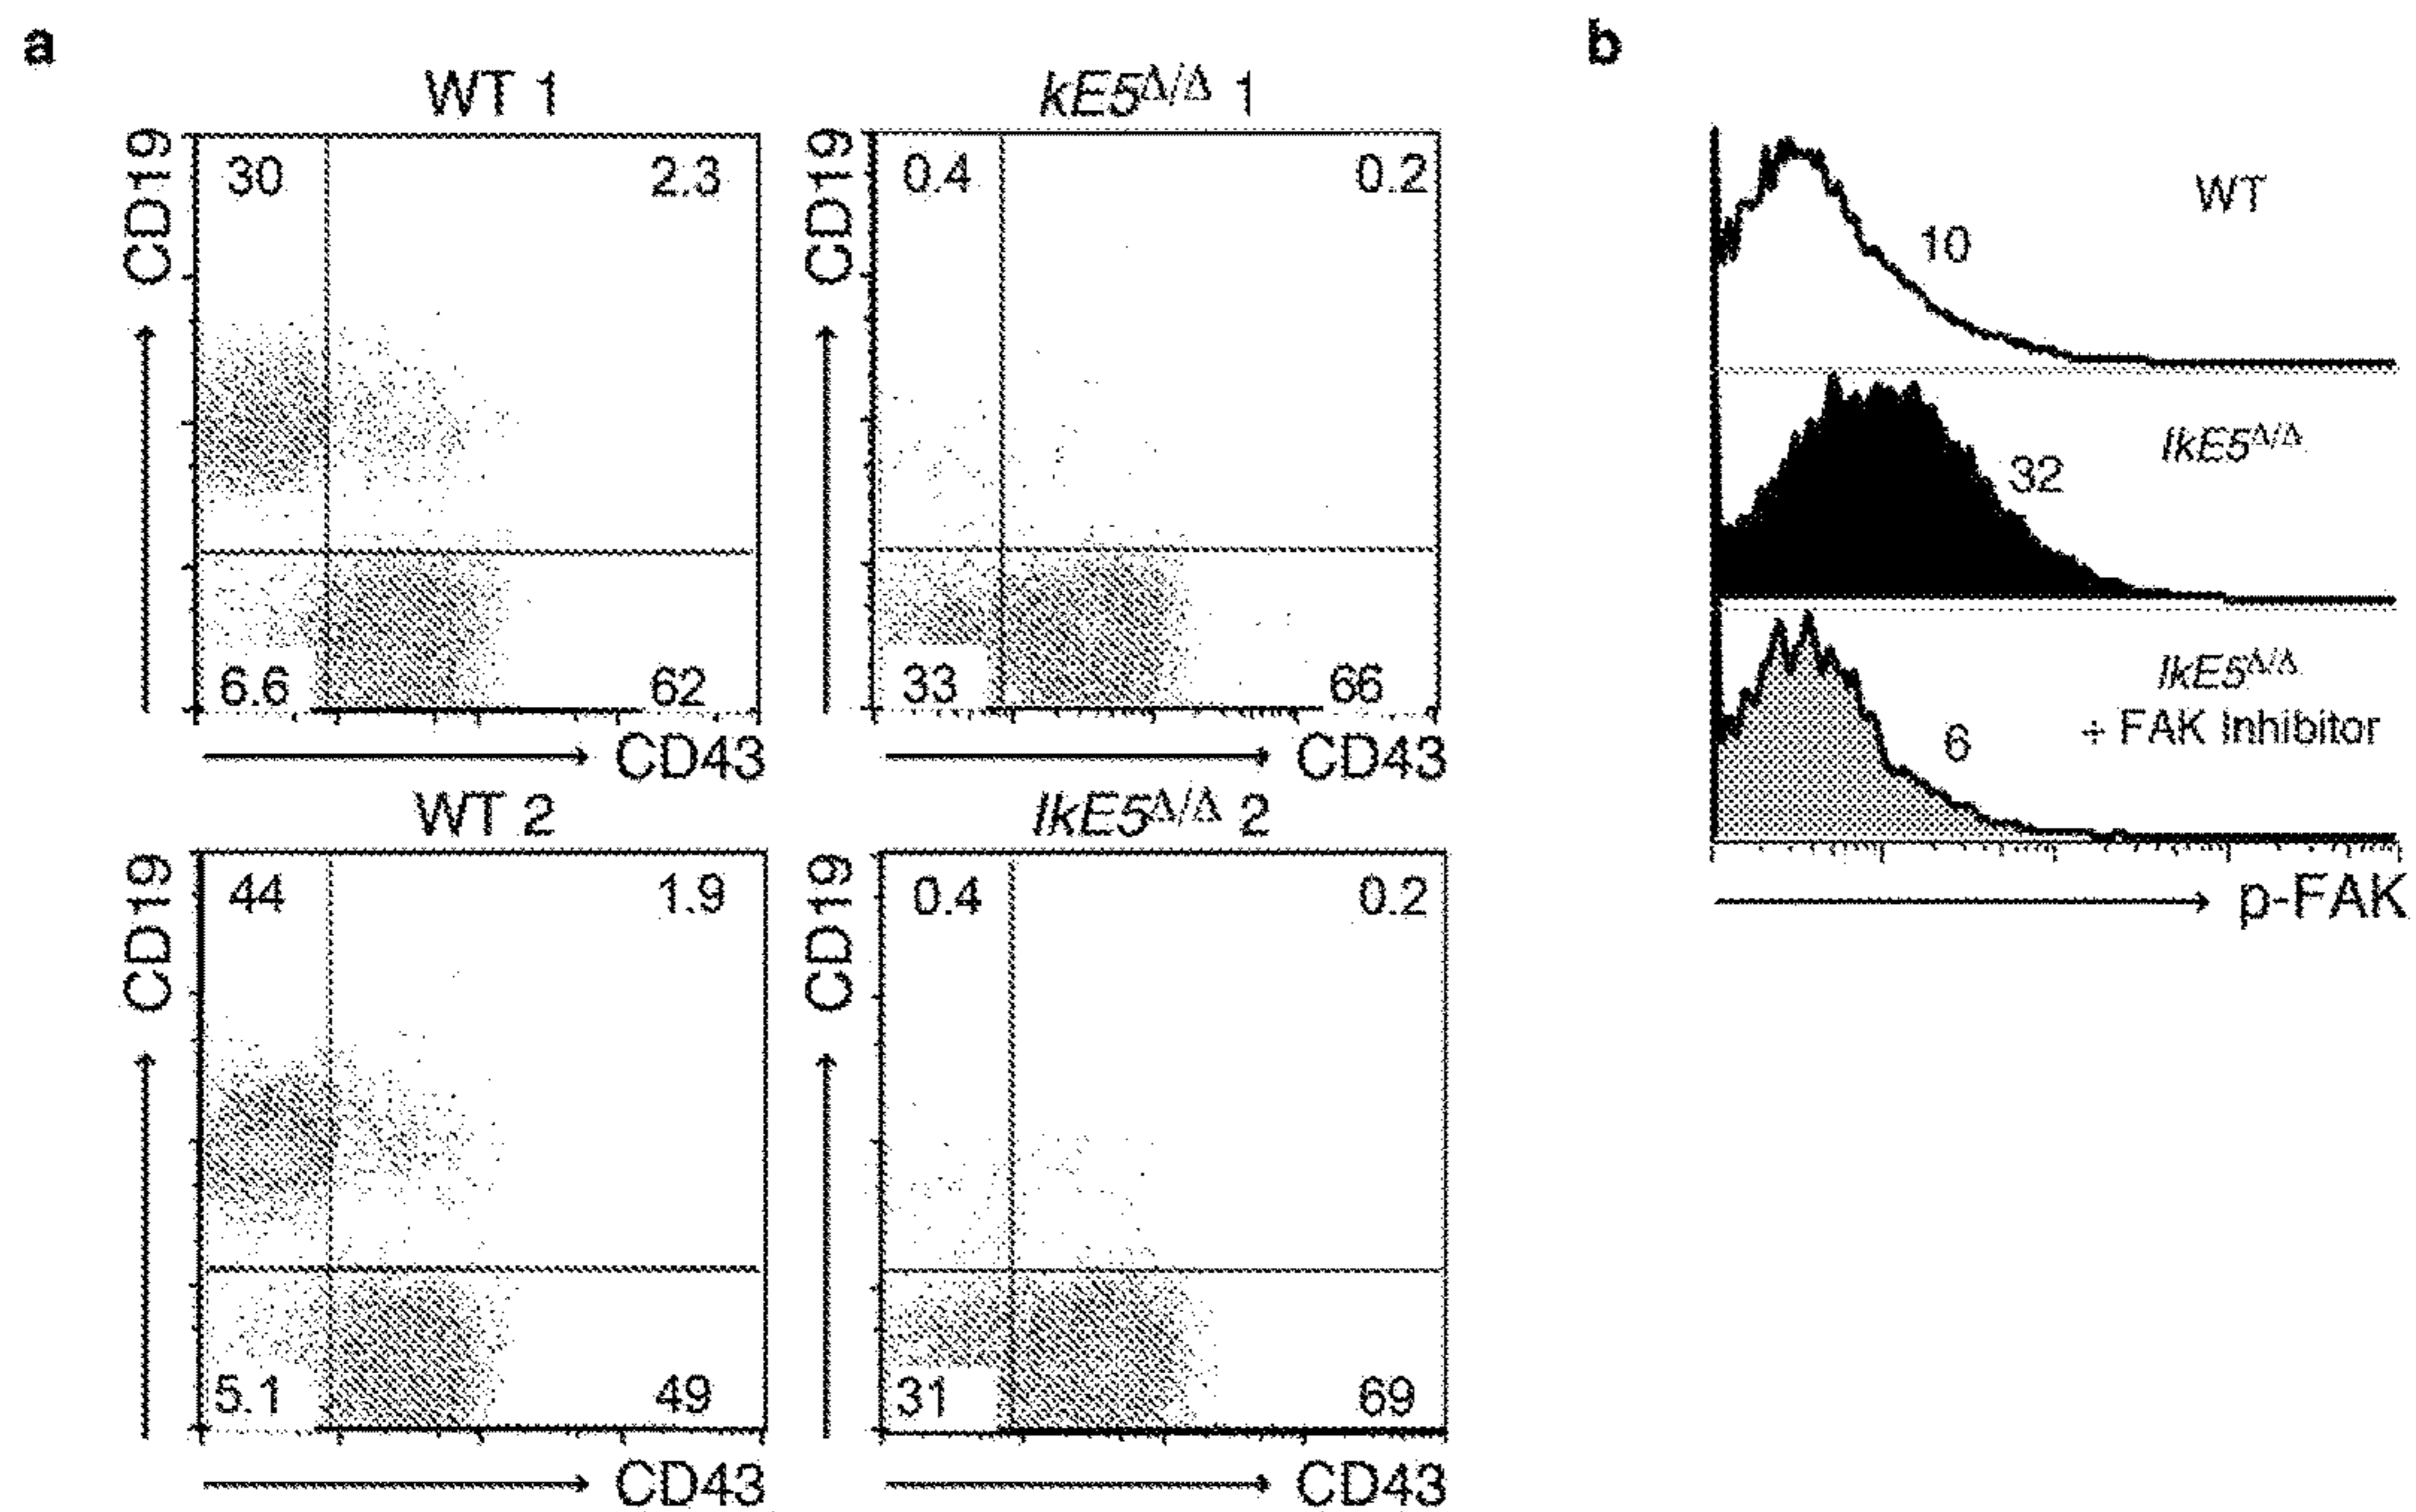 a
WT 1
CD19
30
2.3
6.6
62
CD43
kE5Δ/Δ 1
CD19
0.4
0.2
33
66
CD43
WT 2
CD19
44
1.9
5.1
49
CD43
IkE5Δ/Δ 2
CD19
0.4
0.2
31
69
CD43
b
WT
10
IkE5Δ/Δ
32
IkE5Δ/Δ
+ FAK Inhibitor
6
p-FAK